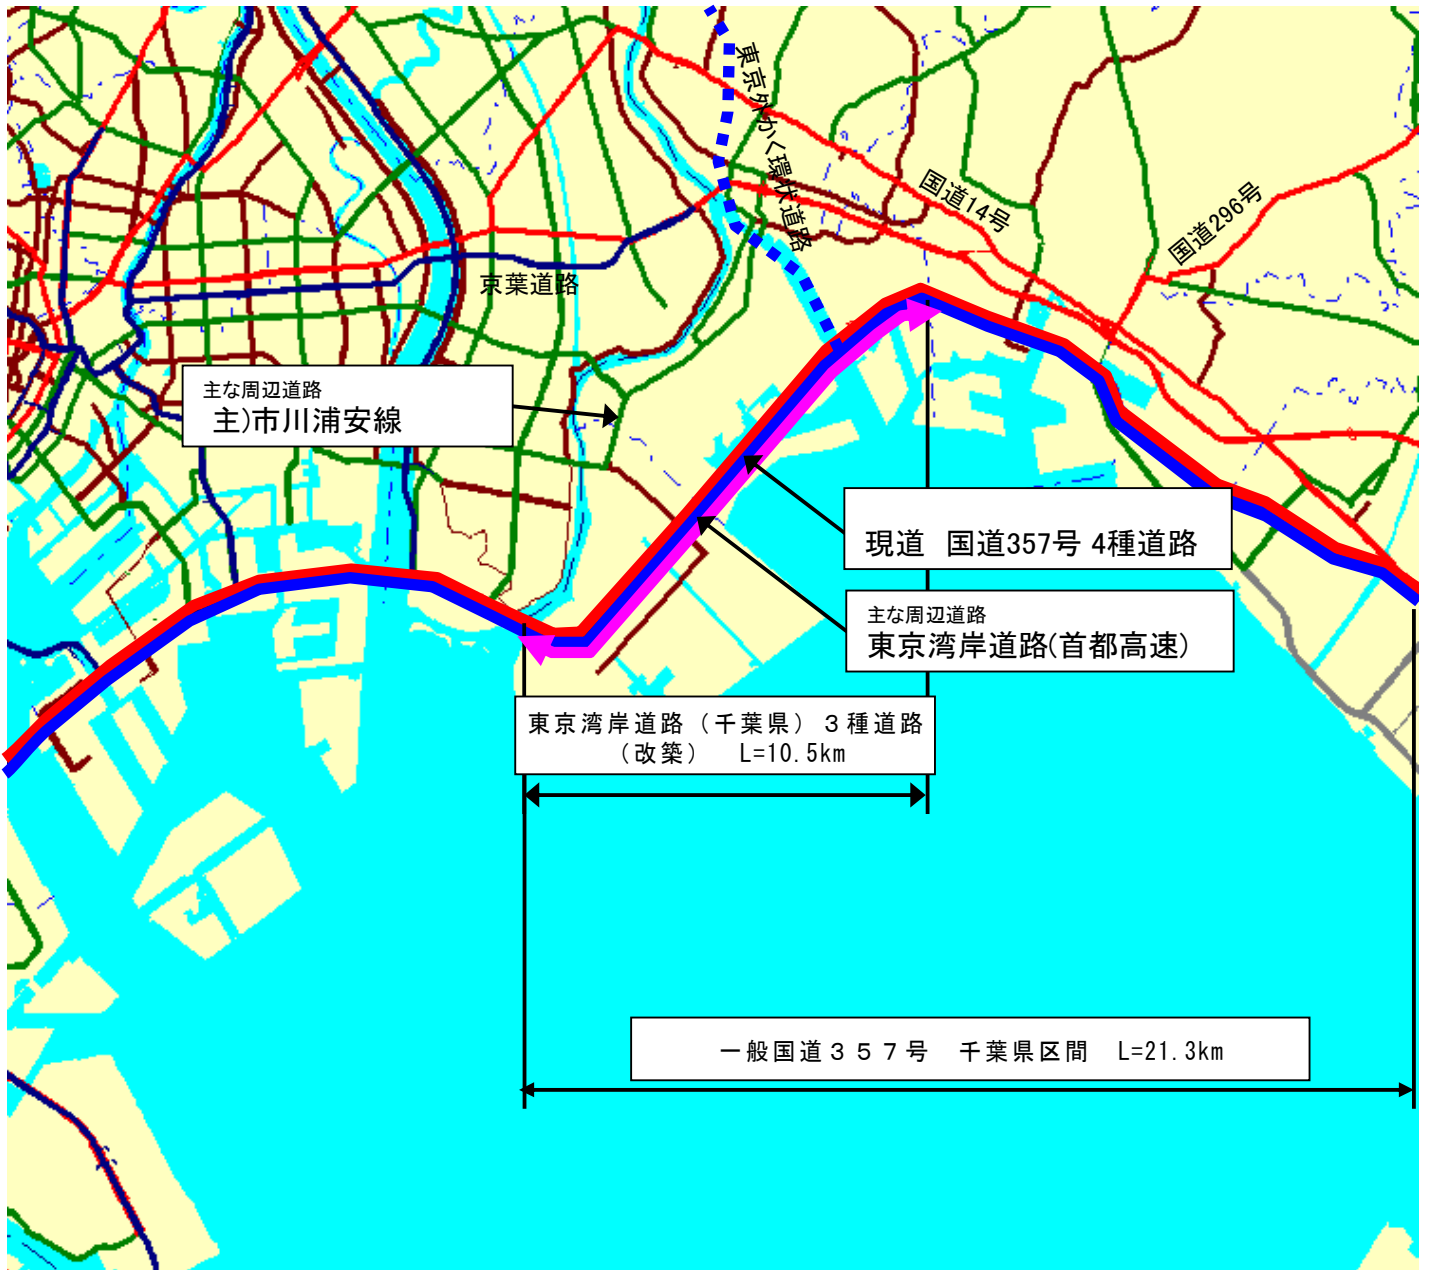 東京外かく環状道路
国道14号
国道296号
京葉道路
主な周辺道路
主)市川浦安線
現道　国道357号 4種道路
主な周辺道路
東京湾岸道路(首都高速)
東京湾岸道路（千葉県）３種道路
（改築）　L=10.5km
一般国道３５７号　千葉県区間　L=21.3km